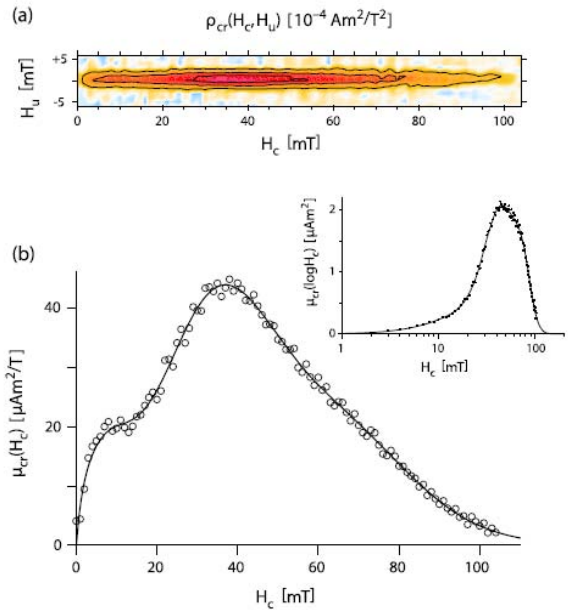 (a)
ρcr(Hc,Hu) [10⁻⁴ Am²/T²]
+5
-5
Hu [mT]
0 20 40 60 80 100
Hc [mT]
(b)
2
1
0
μcr(logHc) [μAm²]
1 10 100
Hc [mT]
40
20
0
μcr(Hc) [μAm²/T]
0 20 40 60 80 100
Hc [mT]